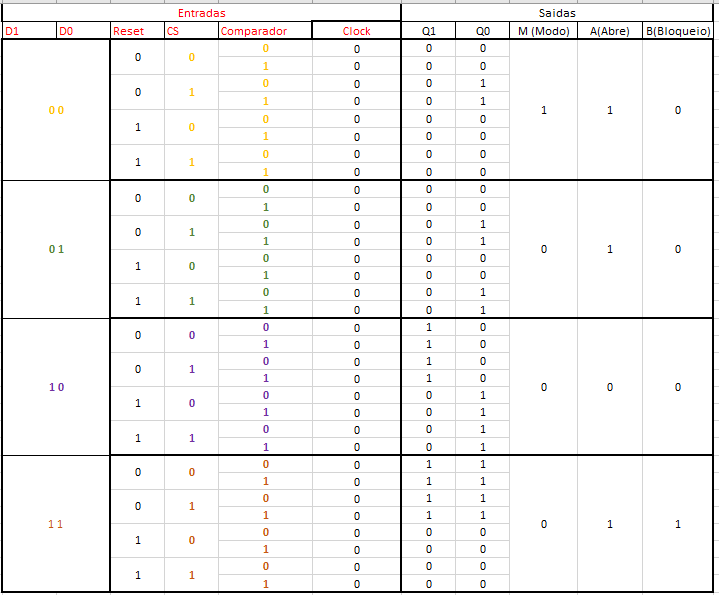 Entradas Saidas
D1 D0 Reset CS Comparador Clock Q1 Q0 M (Modo) A(Abre) B(Bloqueio)
0 0 0 0 0 0 0 0 1 1 0
1 0 0 0
0 1 0 0 0 1
1 0 0 1
1 0 0 0 0 0
1 0 0 0
1 1 0 0 0 0
1 0 0 0
0 1 0 0 0 0 0 0 0 1 0
1 0 0 0
0 1 0 0 0 1
1 0 0 1
1 0 0 0 0 0
1 0 0 0
1 1 0 0 0 1
1 0 0 1
1 0 0 0 0 0 1 0 0 0 0
1 0 1 0
0 1 0 0 1 0
1 0 1 0
1 0 0 0 0 1
1 0 0 1
1 1 0 0 0 1
1 0 0 1
1 1 0 0 0 0 1 1 0 1 1
1 0 1 1
0 1 0 0 1 1
1 0 1 1
1 0 0 0 0 0
1 0 0 0
1 1 0 0 0 0
1 0 0 0